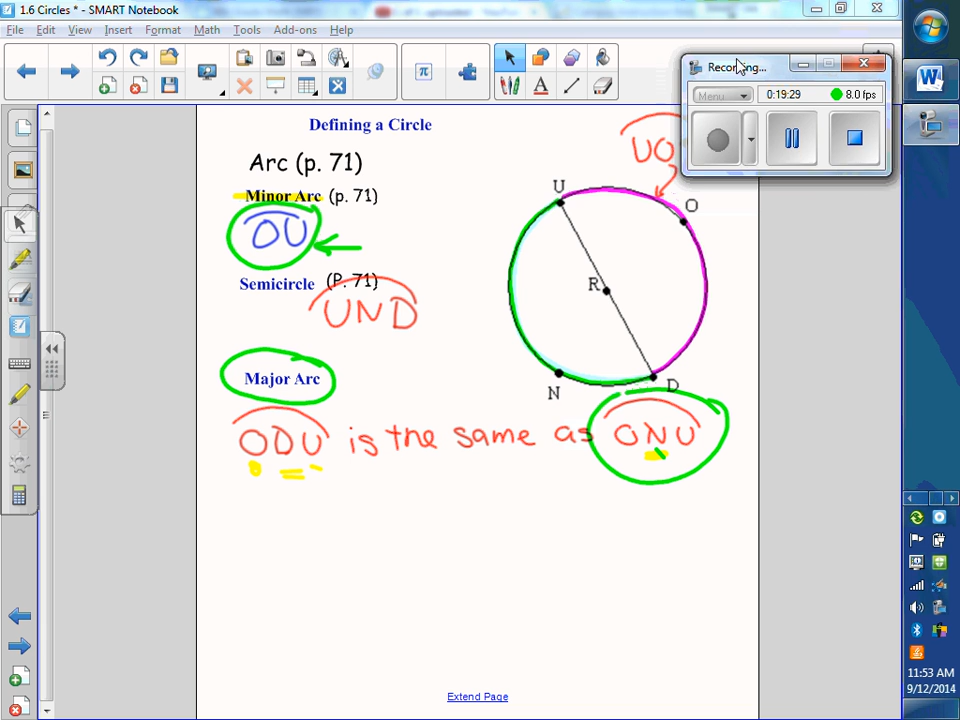 1.6 Circles * - SMART Notebook
File Edit View Insert Format Math Tools Add-ons Help
Recording...
Menu 0:19:29 8.0 fps
Defining a Circle
Arc (p. 71)
Minor Arc (p. 71)
OU
Semicircle (P. 71)
UND
Major Arc
ODU is the same as ONU
UO
U
O
R
N
D
Extend Page
11:53 AM
9/12/2014